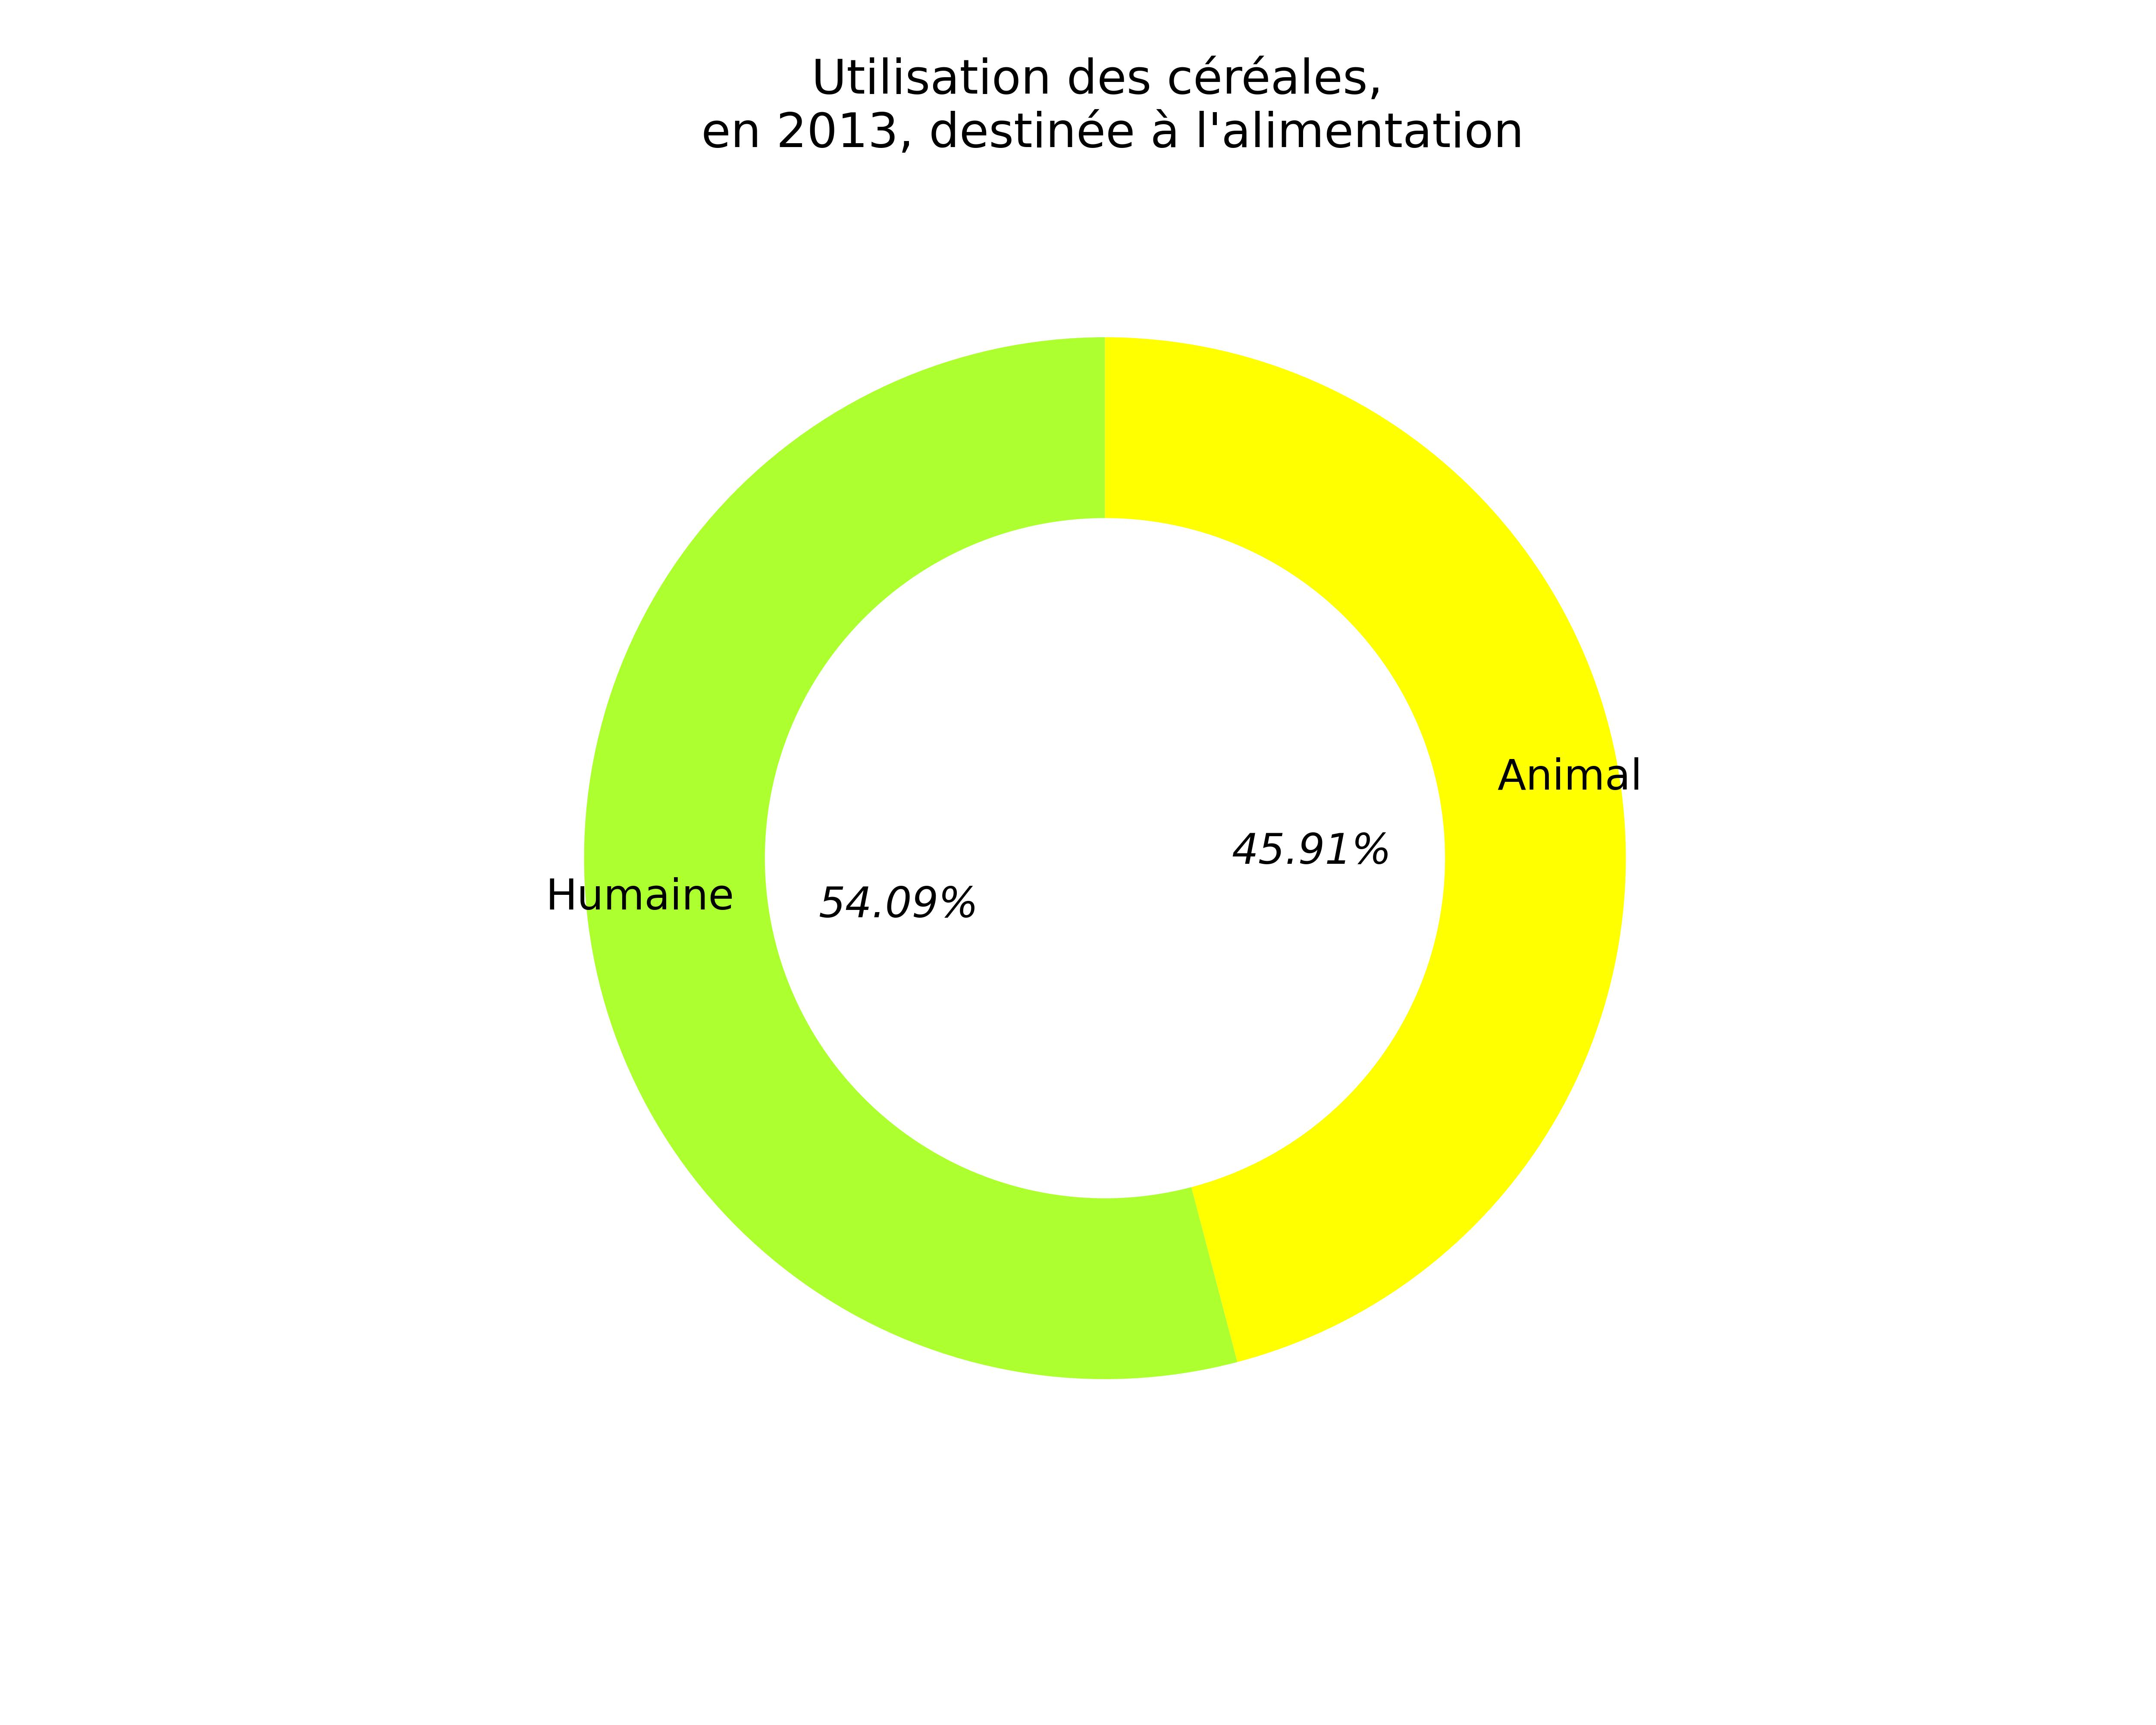 Utilisation des céréales,
en 2013, destinée à l'alimentation
Animal
45.91%
Humaine
54.09%